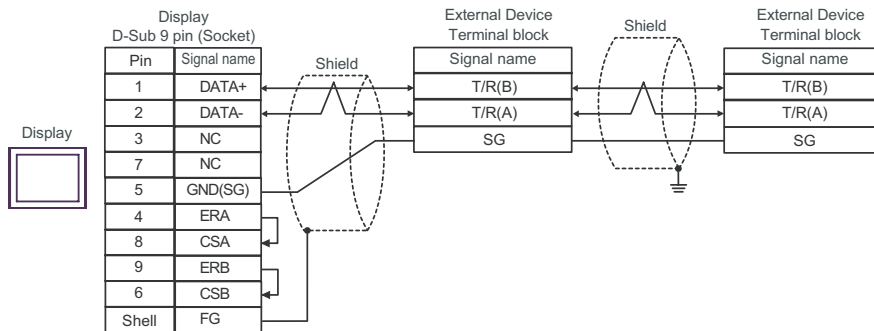 Display
D-Sub 9 pin (Socket)
Pin Signal name
1 DATA+
2 DATA-
3 NC
7 NC
5 GND(SG)
4 ERA
8 CSA
9 ERB
6 CSB
Shell FG
Display
Shield
External Device
Terminal block
Signal name
T/R(B)
T/R(A)
SG
Shield
External Device
Terminal block
Signal name
T/R(B)
T/R(A)
SG